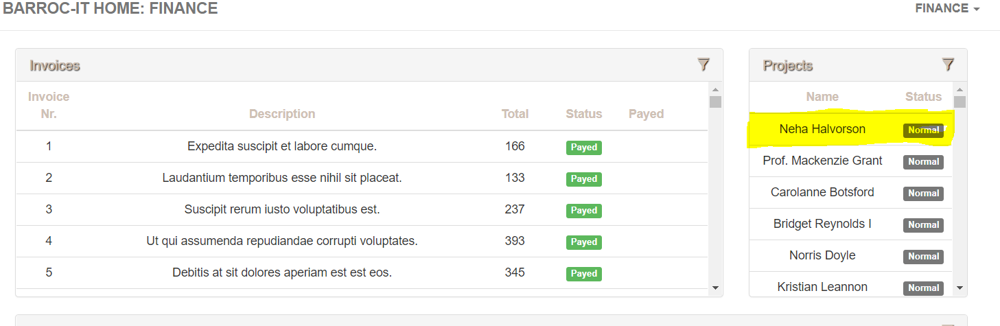 BARROC-IT HOME: FINANCE
FINANCE
Invoices
Invoice Nr. Description Total Status Payed
1 Expedita suscipit et labore cumque. 166 Payed
2 Laudantium temporibus esse nihil sit placeat. 133 Payed
3 Suscipit rerum iusto voluptatibus est. 237 Payed
4 Ut qui assumenda repudiandae corrupti voluptates. 393 Payed
5 Debitis at sit dolores aperiam est est eos. 345 Payed
Projects
Name Status
Neha Halvorson Normal
Prof. Mackenzie Grant Normal
Carolanne Botsford Normal
Bridget Reynolds I Normal
Norris Doyle Normal
Kristian Leannon Normal